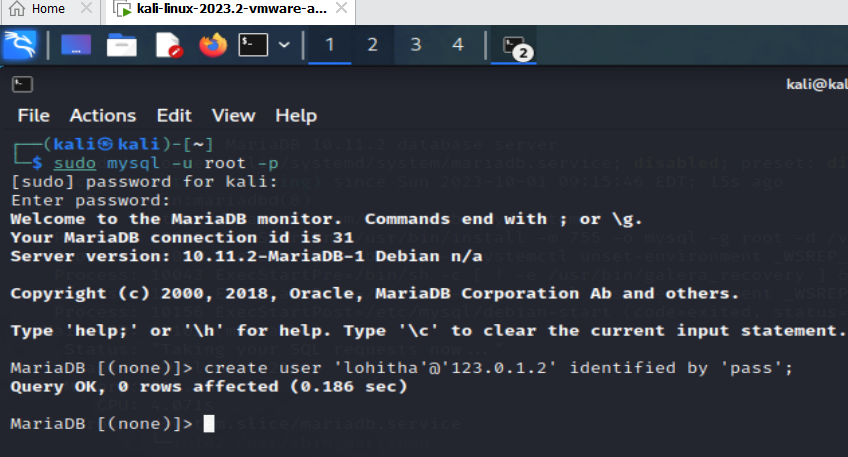 Home
kali-linux-2023.2-vmware-a...
1 2 3 4 2
kali@kal
File Actions Edit View Help
(kali㉿kali)-[~]
$ sudo mysql -u root -p
[sudo] password for kali:
Enter password:
Welcome to the MariaDB monitor.  Commands end with ; or \g.
Your MariaDB connection id is 31
Server version: 10.11.2-MariaDB-1 Debian n/a
Copyright (c) 2000, 2018, Oracle, MariaDB Corporation Ab and others.
Type 'help;' or '\h' for help. Type '\c' to clear the current input statement.
MariaDB [(none)]> create user 'lohitha'@'123.0.1.2' identified by 'pass';
Query OK, 0 rows affected (0.186 sec)
MariaDB [(none)]>